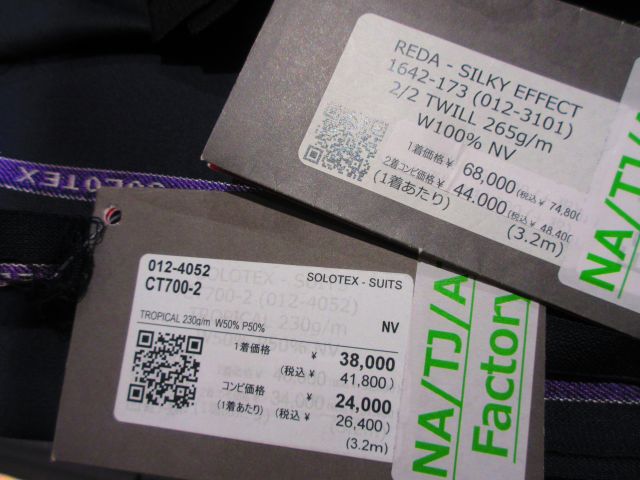 REDA - SILKY EFFECT
1642-173 (012-3101)
2/2 TWILL 265g/m
W100% NV
1着価格 ¥ 68,000 (税込 ¥ 74,800
2着コンビ価格 ¥ 44.000 (税込 ¥ 48.400
(1着あたり) (3.2m)
NA/TJ/A
SOLOTEX
012-4052 SOLOTEX - SUITS
CT700-2
TROPICAL 230g/m W50% P50% NV
1着価格 ¥ 38,000
(税込 ¥ 41,800)
コンビ価格 ¥ 24,000
(1着あたり) (税込 ¥ 26,400)
(3.2m)
NA/TJ/A
Factory